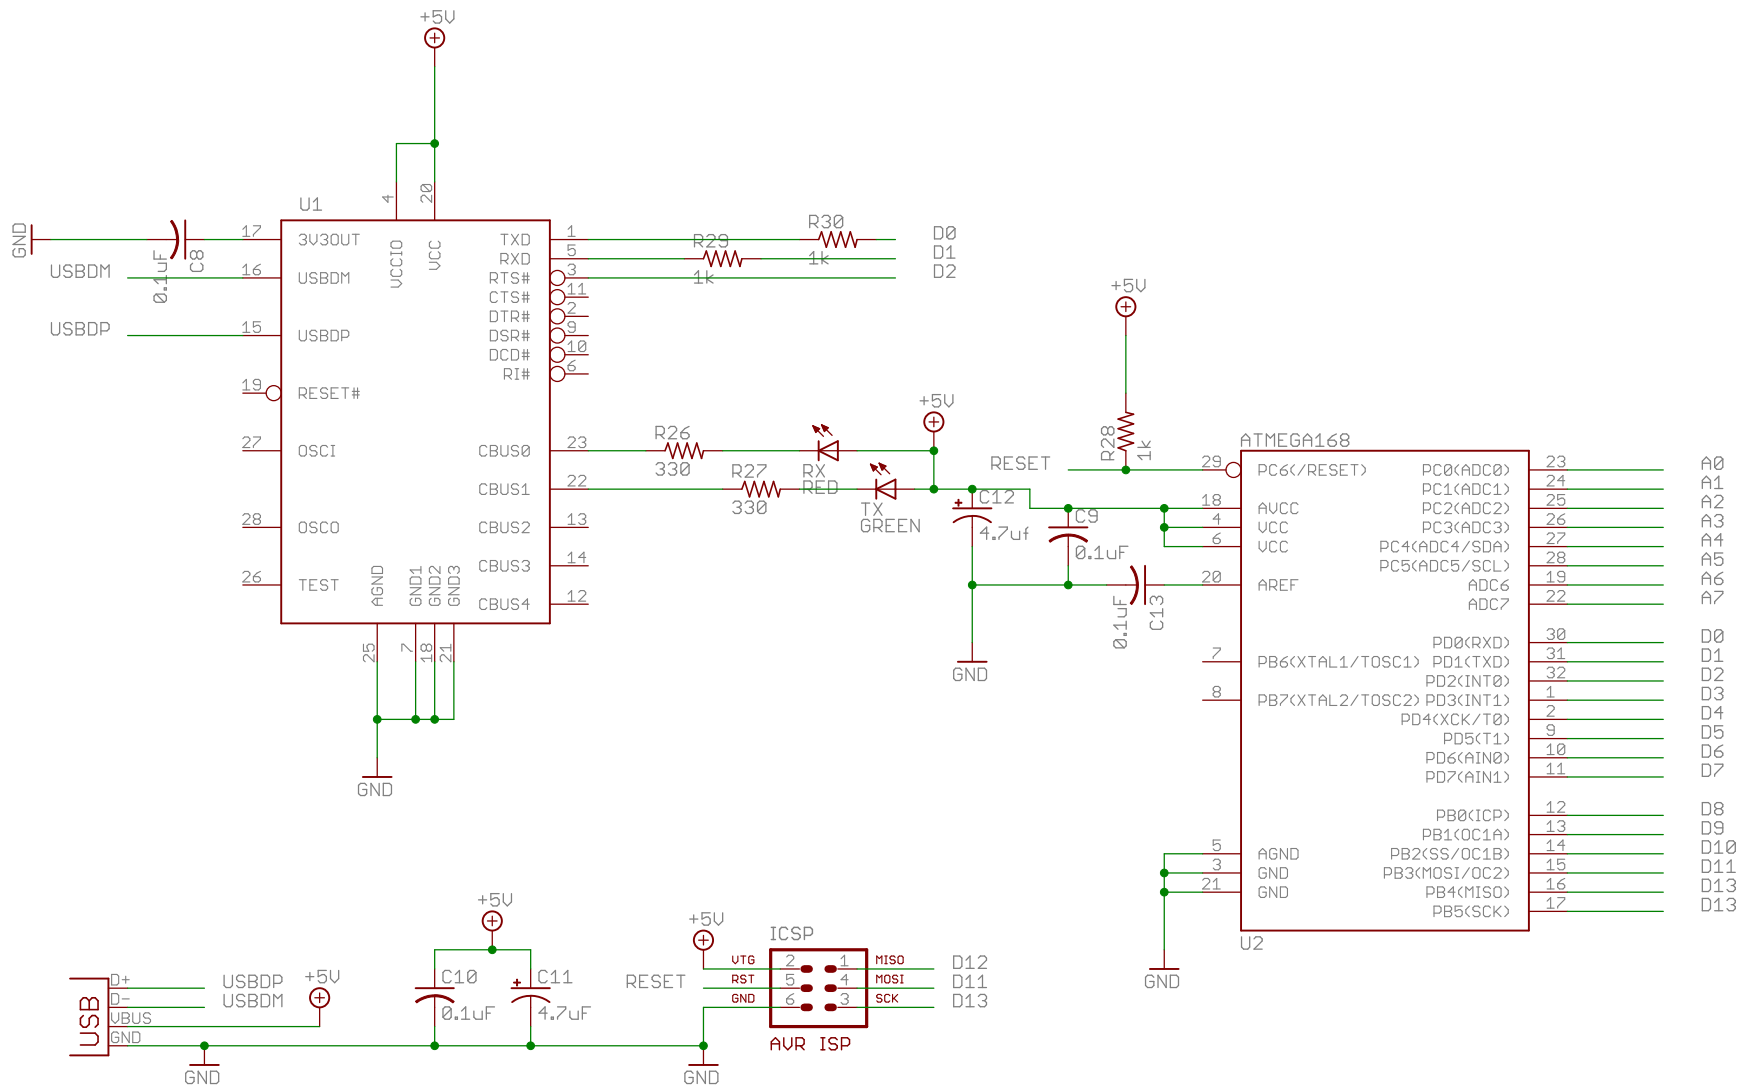 +5V
U1
4
20
GND
0.1uF
C8
17
3V3OUT
VCCIO
VCC
TXD
1
R30
1k
D0
RXD
5
R29
1k
D1
USBDM
16
USBDM
RTS#
3
D2
CTS#
11
DTR#
2
USBDP
15
USBDP
DSR#
9
DCD#
10
RI#
6
19
RESET#
27
OSCI
CBUS0
23
R26
330
RX
RED
+5V
CBUS1
22
R27
330
TX
GREEN
28
OSCO
CBUS2
13
CBUS3
14
26
TEST
AGND
GND1
GND2
GND3
CBUS4
12
25
7
18
21
GND
+5V
R28
1k
RESET
C12
4.7uf
C9
0.1uF
0.1uF
C13
GND
ATMEGA168
29
PC6(/RESET)
PC0(ADC0)
23
A0
PC1(ADC1)
24
A1
18
AVCC
PC2(ADC2)
25
A2
4
VCC
PC3(ADC3)
26
A3
6
VCC
PC4(ADC4/SDA)
27
A4
PC5(ADC5/SCL)
28
A5
20
AREF
ADC6
19
A6
ADC7
22
A7
PD0(RXD)
30
D0
7
PB6(XTAL1/TOSC1)
PD1(TXD)
31
D1
PD2(INT0)
32
D2
8
PB7(XTAL2/TOSC2)
PD3(INT1)
1
D3
PD4(XCK/T0)
2
D4
PD5(T1)
9
D5
PD6(AIN0)
10
D6
PD7(AIN1)
11
D7
PB0(ICP)
12
D8
PB1(OC1A)
13
D9
5
AGND
PB2(SS/OC1B)
14
D10
3
GND
PB3(MOSI/OC2)
15
D11
21
GND
PB4(MISO)
16
D13
PB5(SCK)
17
D13
U2
GND
USB
D+
USBDP
D-
USBDM
VBUS
+5V
GND
GND
+5V
C10
0.1uF
C11
4.7uF
+5V
ICSP
VTG
2
1
MISO
D12
RESET
RST
5
4
MOSI
D11
GND
6
3
SCK
D13
AVR ISP
GND